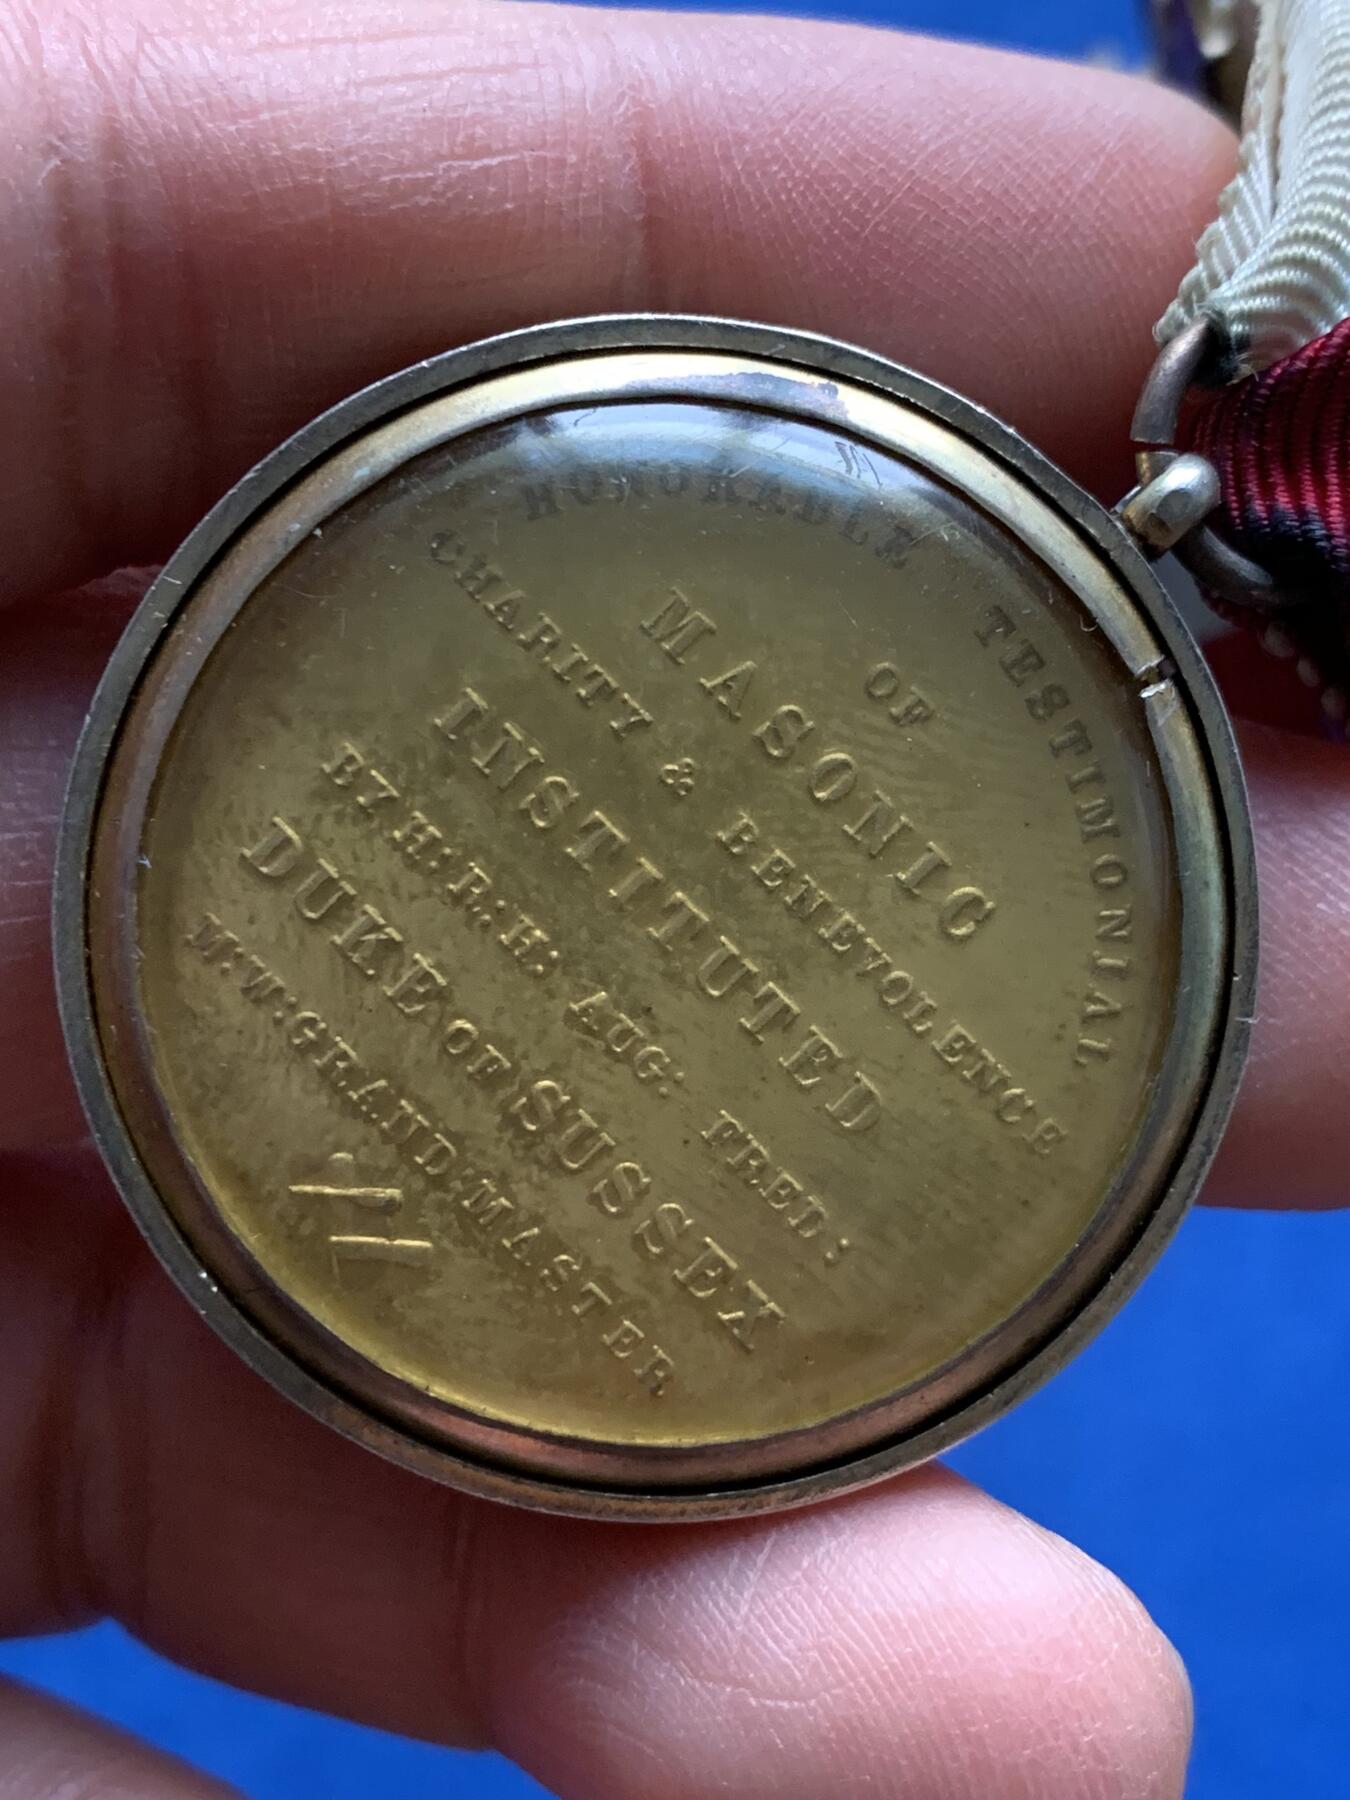 HONORABLE TESTIMONIAL
OF
MASONIC
CHARITY & BENEVOLENCE
INSTITUTED
BY H:R:H: AUG: FRED:
DUKE OF SUSSEX
M:W:GRAND MASTER